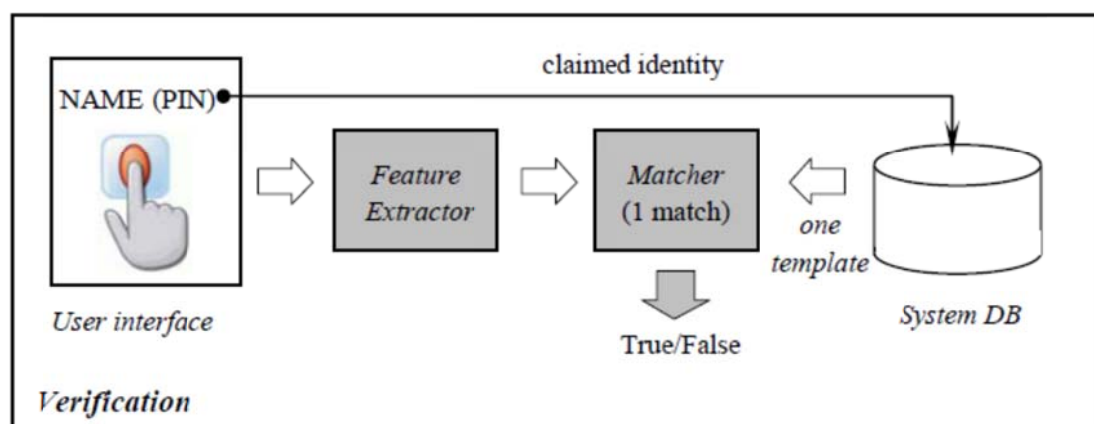 claimed identity
NAME (PIN)
Feature
Extractor
Matcher
(1 match)
one
template
User interface
System DB
True/False
Verification